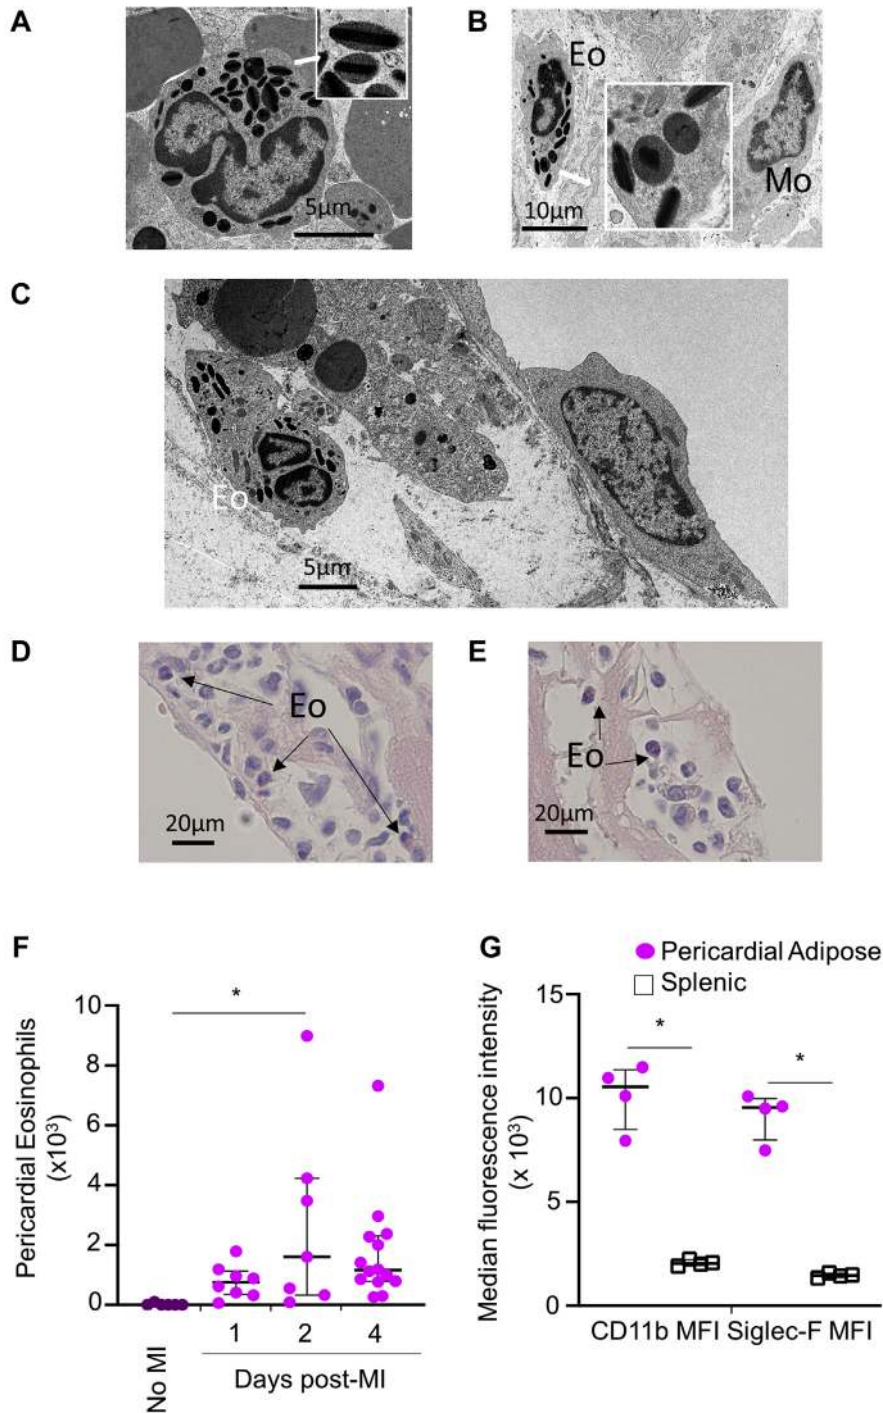 A
5μm
B
Eo
Mo
10μm
C
Eo
5μm
D
Eo
20μm
E
Eo
20μm
F
*
Pericardial Eosinophils
(x10³)
10
8
6
4
2
0
No MI
1 2 4
Days post-MI
G
Pericardial Adipose
Splenic
Median fluorescence intensity
(x 10³)
15
10
5
0
*
*
CD11b MFI Siglec-F MFI